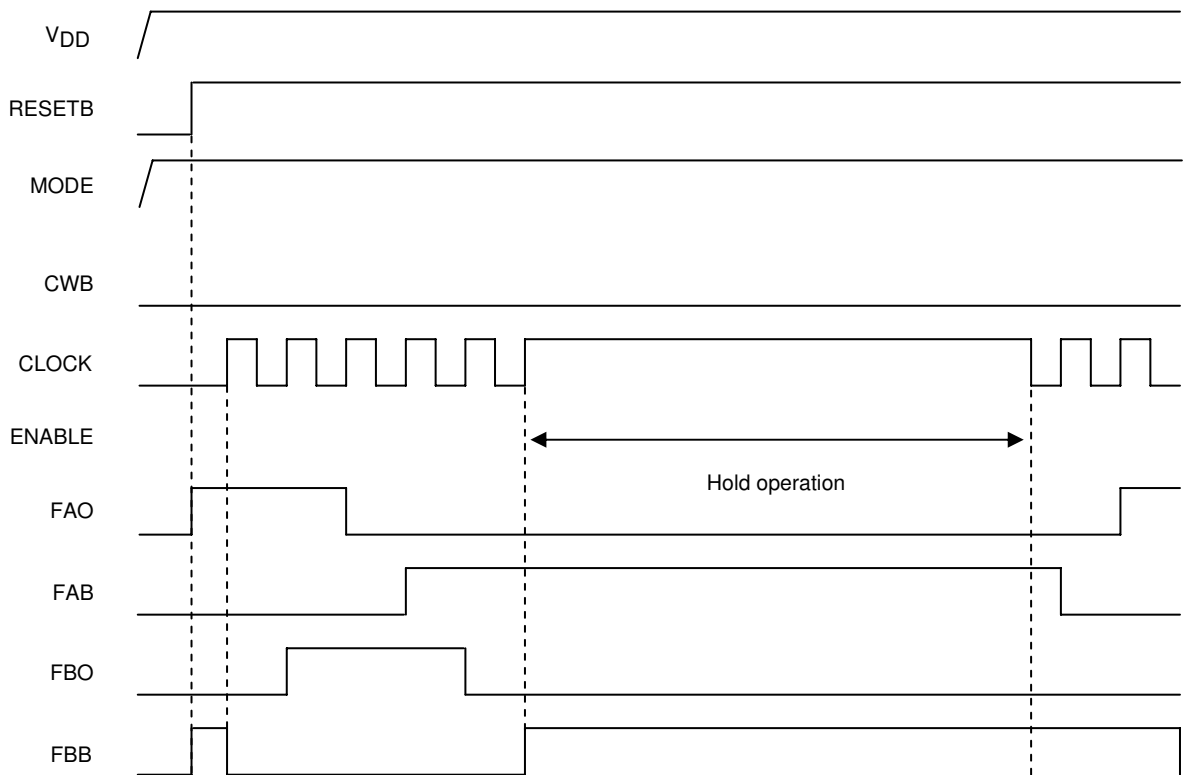 VDD
RESETB
MODE
CWB
CLOCK
ENABLE
Hold operation
FAO
FAB
FBO
FBB